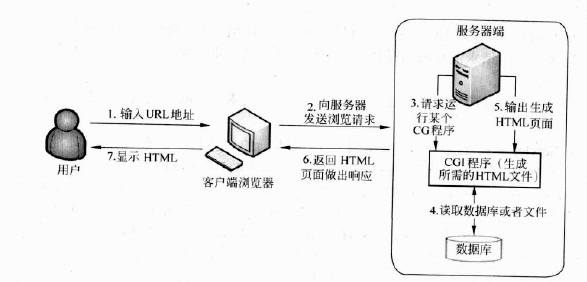 服务器端
1. 输入URL地址
2. 向服务器
发送浏览请求
3. 请求运
行某个
CG程序
5. 输出生成
HTML页面
7.显示 HTML
6. 返回 HTML
页面做出响应
用户
客户端浏览器
CGI 程序（生成
所需的HTML文件）
4. 读取数据库或者文件
数据库